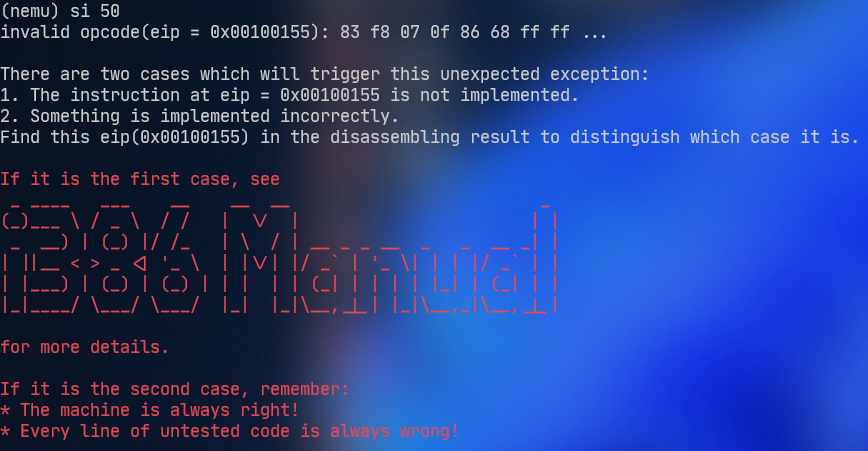 (nemu) si 50
invalid opcode(eip = 0x00100155): 83 f8 07 0f 86 68 ff ff ...
There are two cases which will trigger this unexpected exception:
1. The instruction at eip = 0x00100155 is not implemented.
2. Something is implemented incorrectly.
Find this eip(0x00100155) in the disassembling result to distinguish which case it is.
If it is the first case, see
i386 Manual
for more details.
If it is the second case, remember:
* The machine is always right!
* Every line of untested code is always wrong!